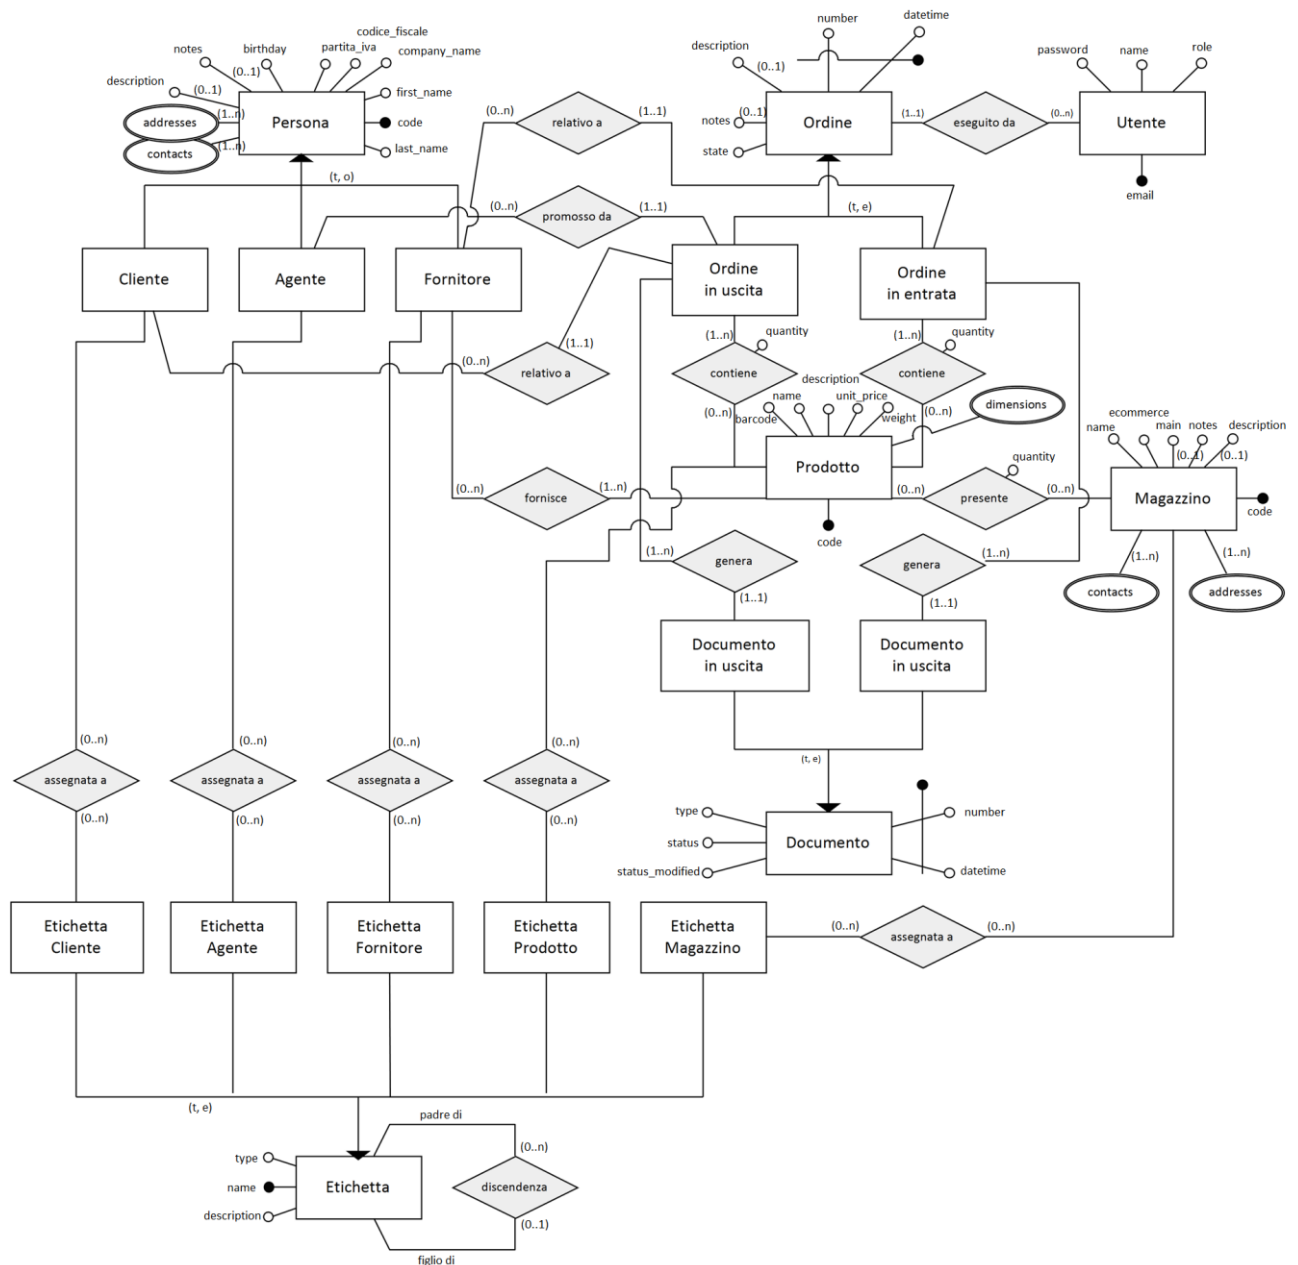 number
datetime
codice_fiscale
notes
birthday
partita_iva
company_name
description
password
name
role
(0..1)
(0..1)
description
(0..1)
first_name
addresses
(1..n)
Persona
code
contacts
(1..n)
last_name
(0..n)
relativo a
(1..1)
notes
(0..1)
state
Ordine
(1..1)
eseguito da
(0..n)
Utente
email
(t, o)
(0..n)
promosso da
(1..1)
(t, e)
Cliente
Agente
Fornitore
Ordine
in uscita
Ordine
in entrata
(1..n)
quantity
(1..n)
quantity
(0..n)
relativo a
(1..1)
contiene
contiene
description
name
unit_price
(0..n)
barcode
weight
(0..n)
dimensions
ecommerce
name
main
notes
description
(0..1)
(0..1)
quantity
Prodotto
(0..n)
fornisce
(1..n)
(0..n)
presente
(0..n)
Magazzino
code
code
(1..n)
genera
genera
(1..n)
(1..n)
(1..n)
contacts
addresses
(1..1)
(1..1)
Documento
in uscita
Documento
in uscita
(0..n)
(0..n)
(0..n)
(0..n)
(t, e)
assegnata a
assegnata a
assegnata a
assegnata a
(0..n)
(0..n)
(0..n)
(0..n)
type
number
status
Documento
status_modified
datetime
Etichetta
Cliente
Etichetta
Agente
Etichetta
Fornitore
Etichetta
Prodotto
Etichetta
Magazzino
(0..n)
assegnata a
(0..n)
(t, e)
padre di
type
(0..n)
name
Etichetta
discendenza
description
(0..1)
figlio di